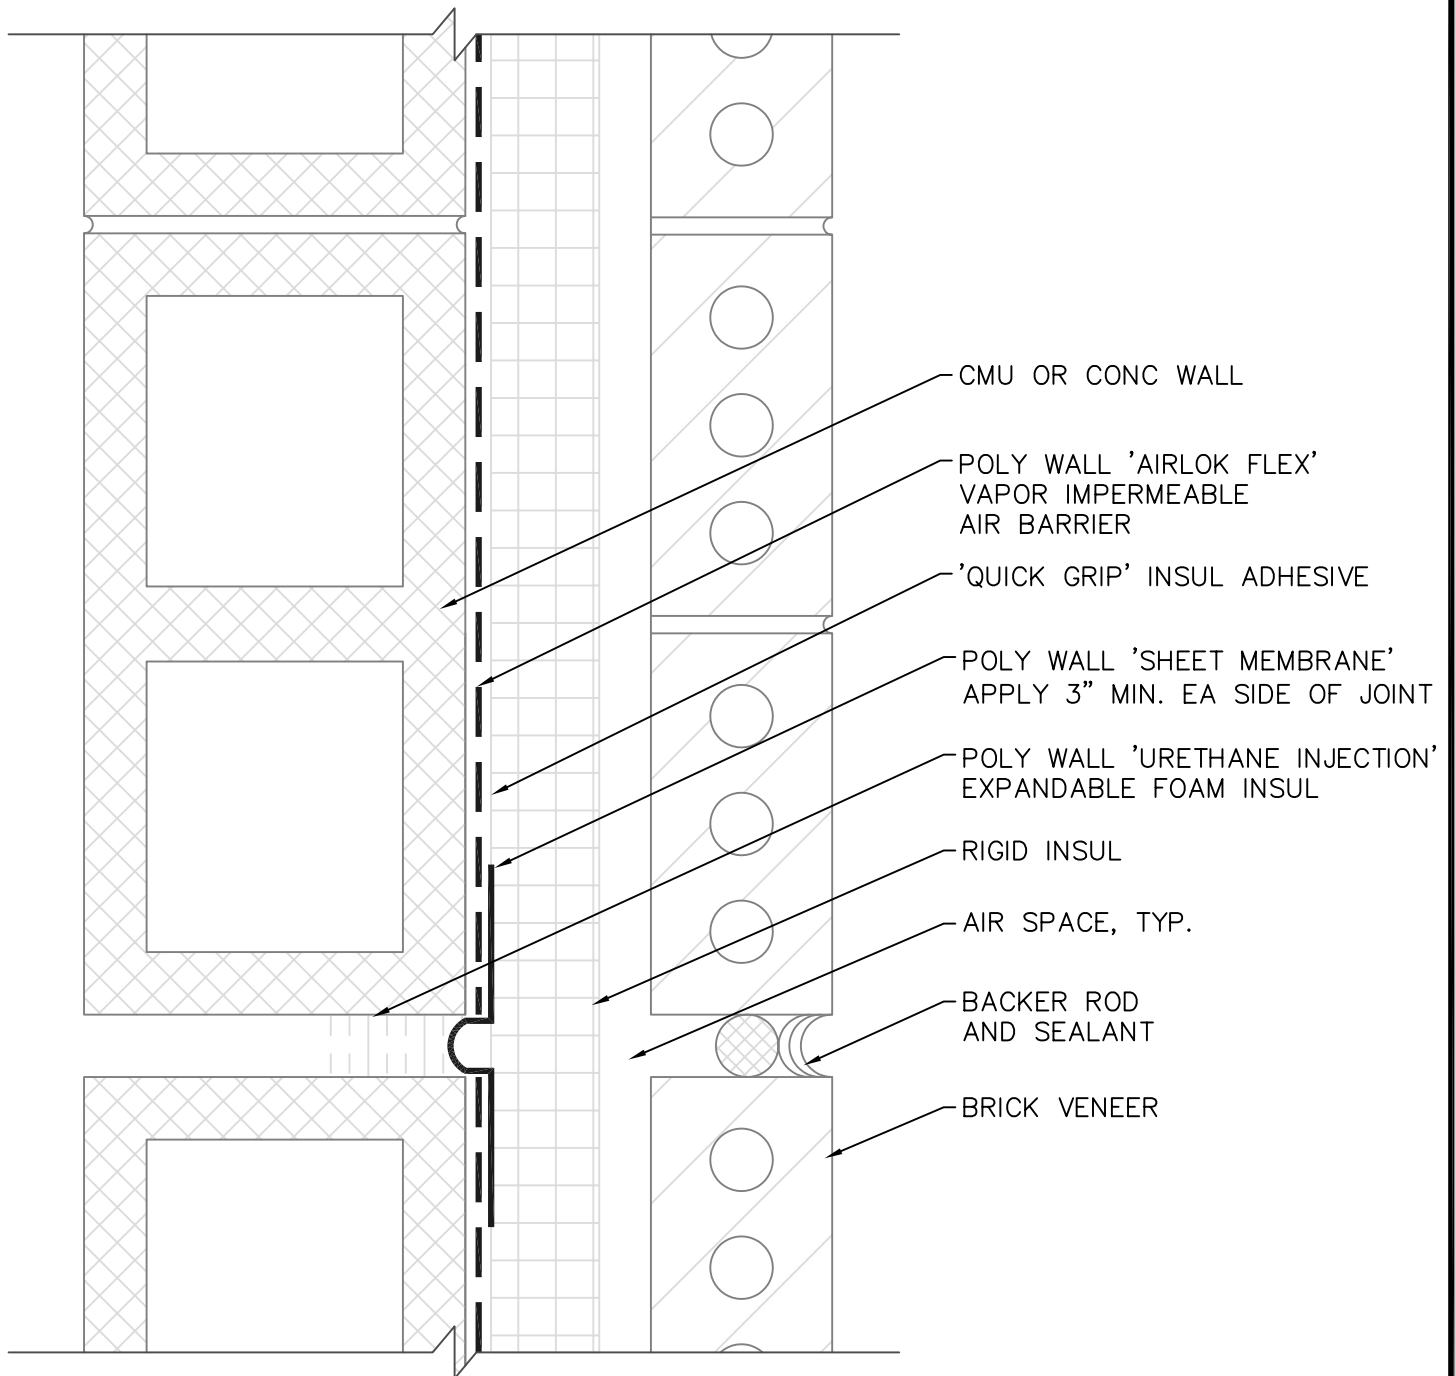 CMU OR CONC WALL
POLY WALL 'AIRLOK FLEX'
VAPOR IMPERMEABLE
AIR BARRIER
'QUICK GRIP' INSUL ADHESIVE
POLY WALL 'SHEET MEMBRANE'
APPLY 3" MIN. EA SIDE OF JOINT
POLY WALL 'URETHANE INJECTION'
EXPANDABLE FOAM INSUL
RIGID INSUL
AIR SPACE, TYP.
BACKER ROD
AND SEALANT
BRICK VENEER